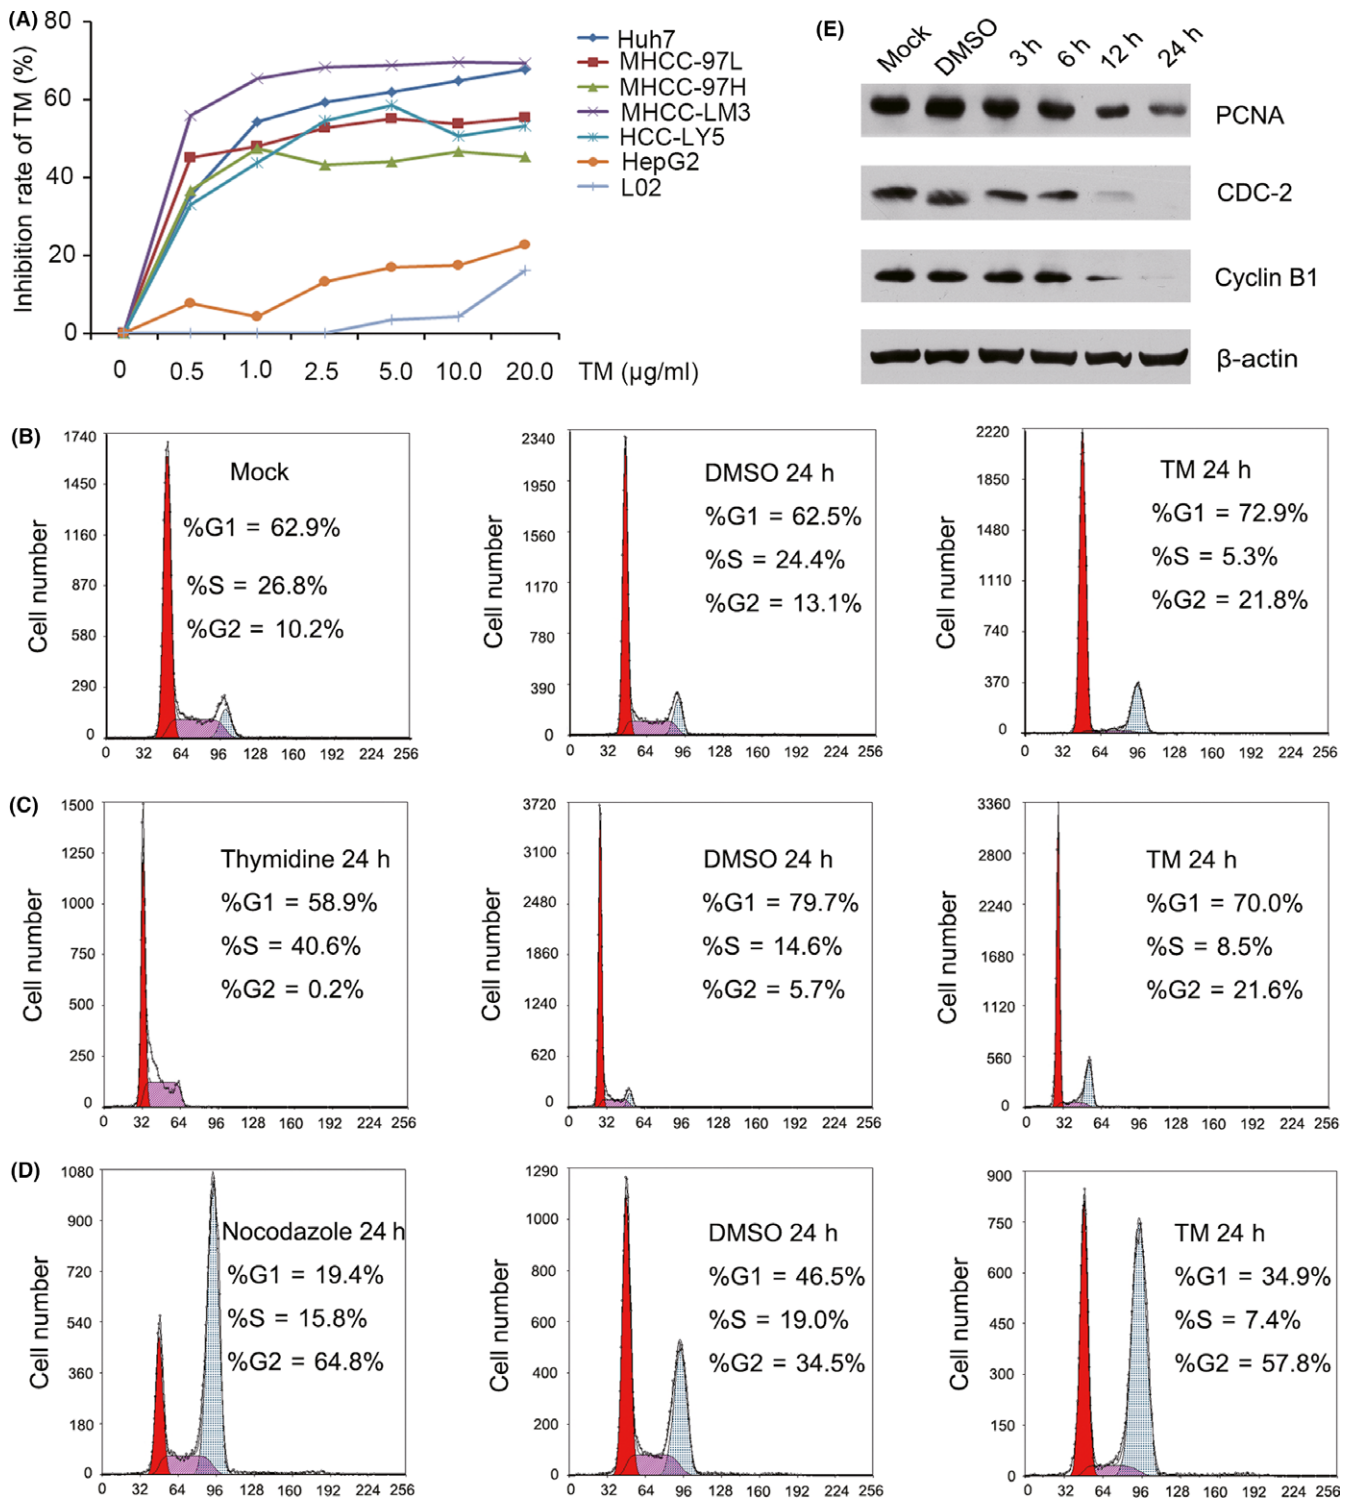 (A)
Inhibition rate of TM (%)
80
60
40
20
0
0 0.5 1.0 2.5 5.0 10.0 20.0 TM (µg/ml)
Huh7
MHCC-97L
MHCC-97H
MHCC-LM3
HCC-LY5
HepG2
L02
(E)
Mock DMSO 3 h 6 h 12 h 24 h
PCNA
CDC-2
Cyclin B1
β-actin
(B)
Cell number
1740
1450
1160
870
580
290
0
Mock
%G1 = 62.9%
%S = 26.8%
%G2 = 10.2%
0 32 64 96 128 160 192 224 256
Cell number
2340
1950
1560
1170
780
390
0
DMSO 24 h
%G1 = 62.5%
%S = 24.4%
%G2 = 13.1%
0 32 64 96 128 160 192 224 256
Cell number
2220
1850
1480
1110
740
370
0
TM 24 h
%G1 = 72.9%
%S = 5.3%
%G2 = 21.8%
0 32 64 96 128 160 192 224 256
(C)
Cell number
1500
1250
1000
750
500
250
0
Thymidine 24 h
%G1 = 58.9%
%S = 40.6%
%G2 = 0.2%
0 32 64 96 128 160 192 224 256
Cell number
3720
3100
2480
1860
1240
620
0
DMSO 24 h
%G1 = 79.7%
%S = 14.6%
%G2 = 5.7%
0 32 64 96 128 160 192 224 256
Cell number
3360
2800
2240
1680
1120
560
0
TM 24 h
%G1 = 70.0%
%S = 8.5%
%G2 = 21.6%
0 32 64 96 128 160 192 224 256
(D)
Cell number
1080
900
720
540
360
180
0
Nocodazole 24 h
%G1 = 19.4%
%S = 15.8%
%G2 = 64.8%
0 32 64 96 128 160 192 224 256
Cell number
1290
1000
800
600
400
200
0
DMSO 24 h
%G1 = 46.5%
%S = 19.0%
%G2 = 34.5%
0 32 64 96 128 160 192 224 256
Cell number
900
750
600
450
300
150
0
TM 24 h
%G1 = 34.9%
%S = 7.4%
%G2 = 57.8%
0 32 64 96 128 160 192 224 256